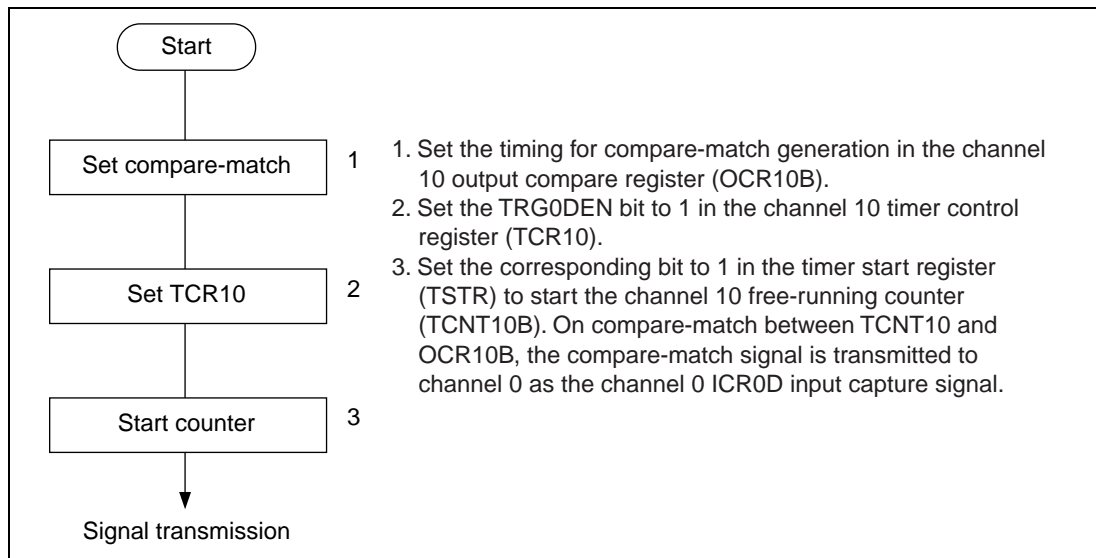 Start
Set compare-match
1
1. Set the timing for compare-match generation in the channel
10 output compare register (OCR10B).
2. Set the TRG0DEN bit to 1 in the channel 10 timer control
register (TCR10).
3. Set the corresponding bit to 1 in the timer start register
(TSTR) to start the channel 10 free-running counter
(TCNT10B). On compare-match between TCNT10 and
OCR10B, the compare-match signal is transmitted to
channel 0 as the channel 0 ICR0D input capture signal.
Set TCR10
2
Start counter
3
Signal transmission